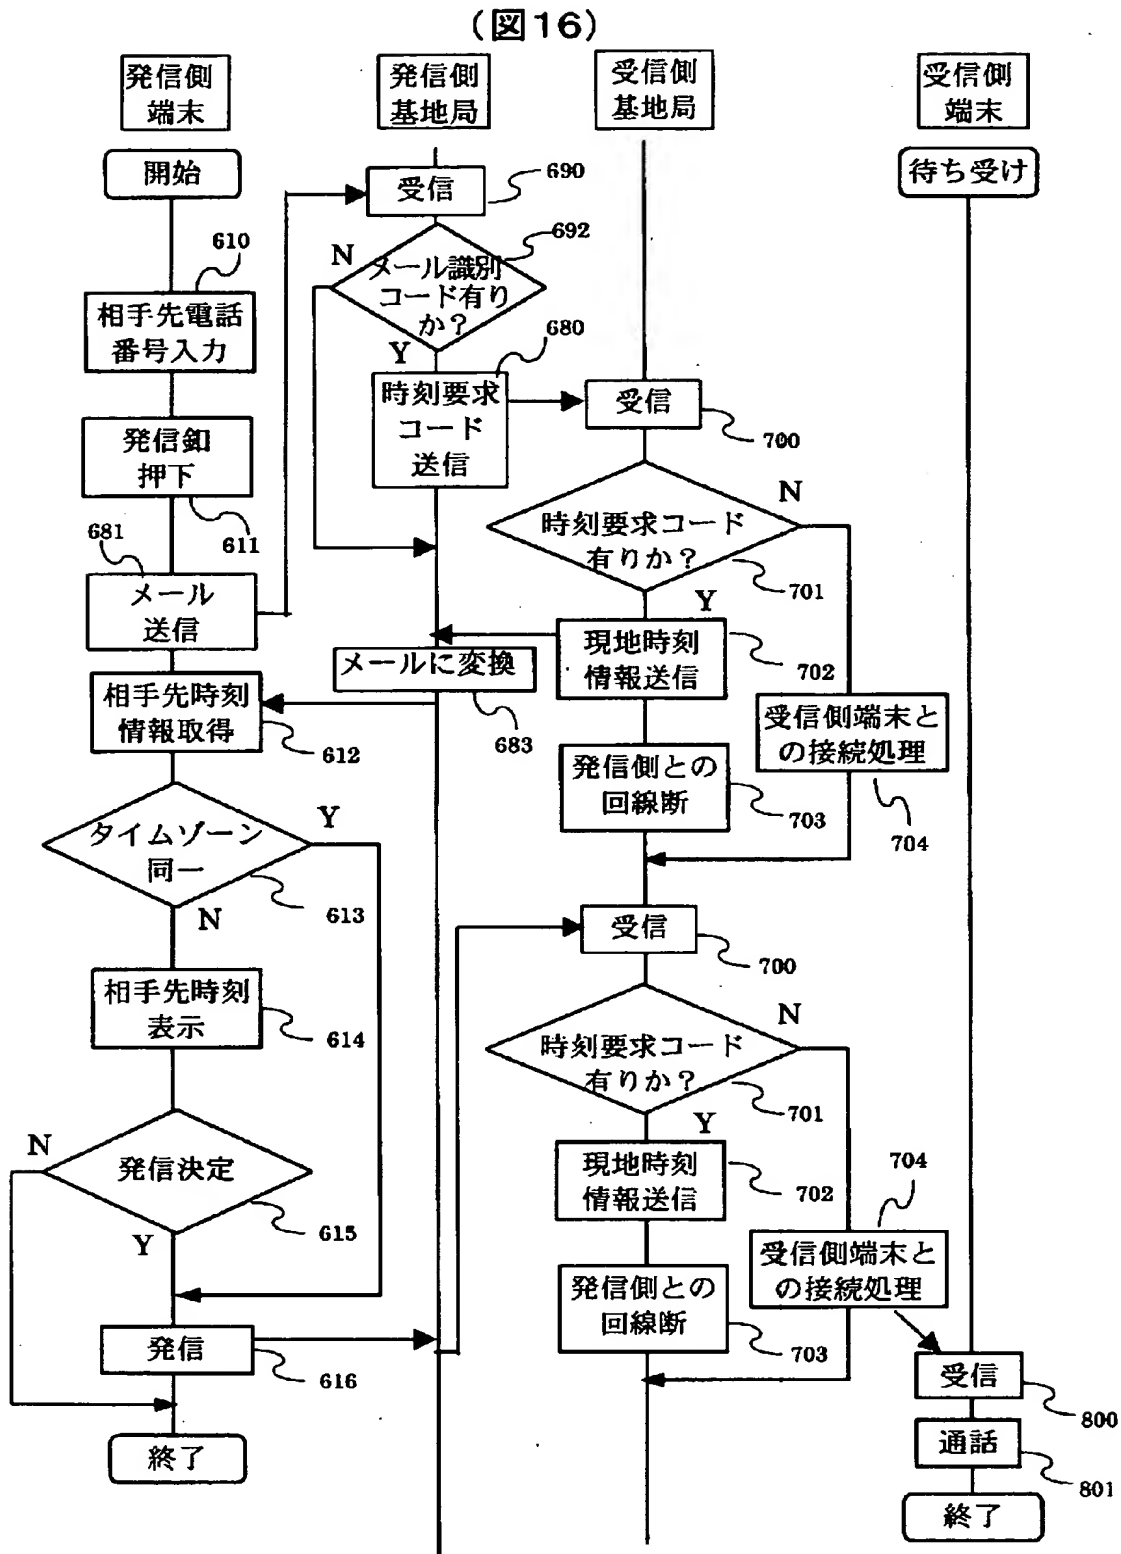 (図16)
発信側
端末
発信側
基地局
受信側
基地局
受信側
端末
開始
610
相手先電話
番号入力
発信釦
押下
611
681
メール
送信
相手先時刻
情報取得
612
タイムゾーン
同一
Y
N
613
相手先時刻
表示
614
発信決定
N
Y
615
発信
616
終了
受信
690
692
メール識別
コード有り
か?
N
Y
680
時刻要求
コード
送信
メールに変換
683
受信
700
時刻要求コード
有りか?
N
Y
701
現地時刻
情報送信
702
発信側との
回線断
703
受信側端末と
の接続処理
704
受信
700
時刻要求コード
有りか?
N
Y
701
現地時刻
情報送信
702
発信側との
回線断
703
704
受信側端末と
の接続処理
待ち受け
受信
800
通話
801
終了